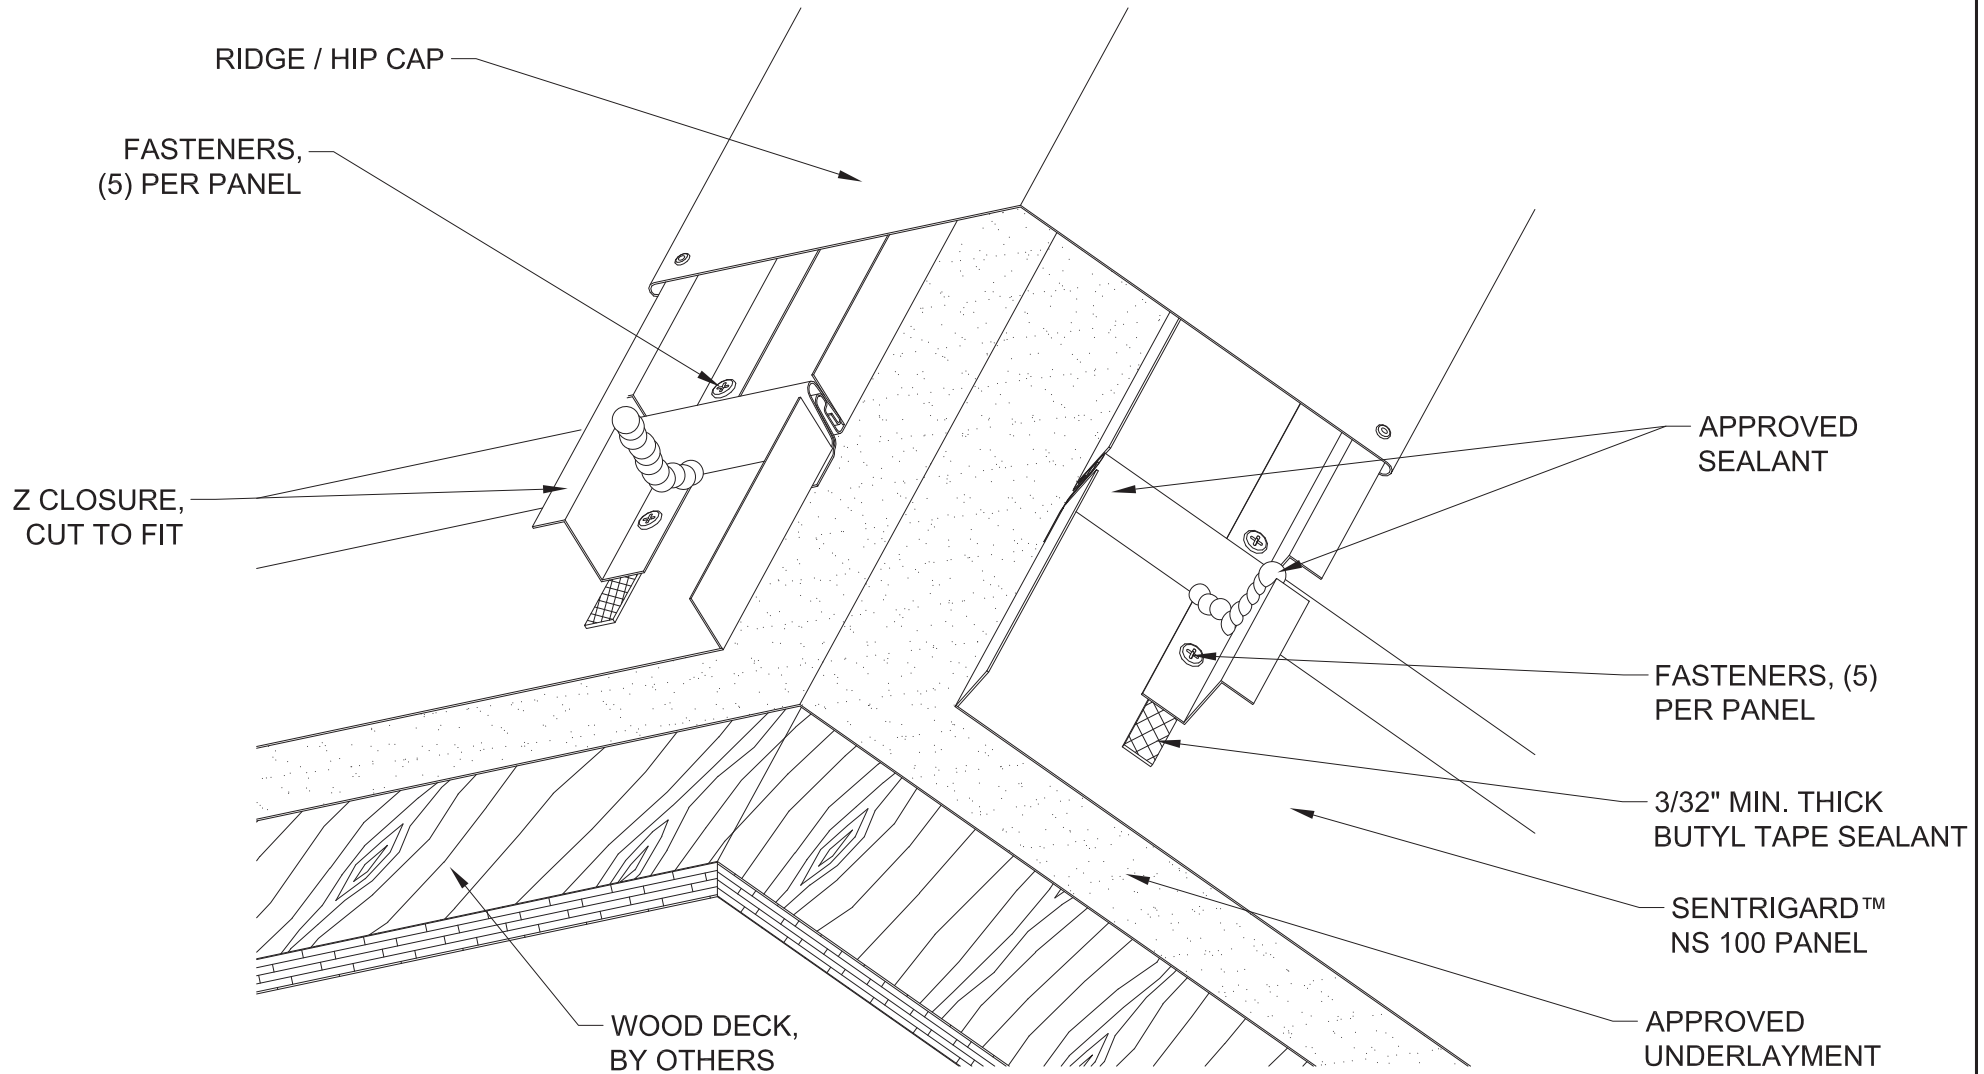 RIDGE / HIP CAP
FASTENERS,
(5) PER PANEL
Z CLOSURE,
CUT TO FIT
APPROVED
SEALANT
FASTENERS, (5)
PER PANEL
3/32" MIN. THICK
BUTYL TAPE SEALANT
SENTRIGARD™
NS 100 PANEL
APPROVED
UNDERLAYMENT
WOOD DECK,
BY OTHERS